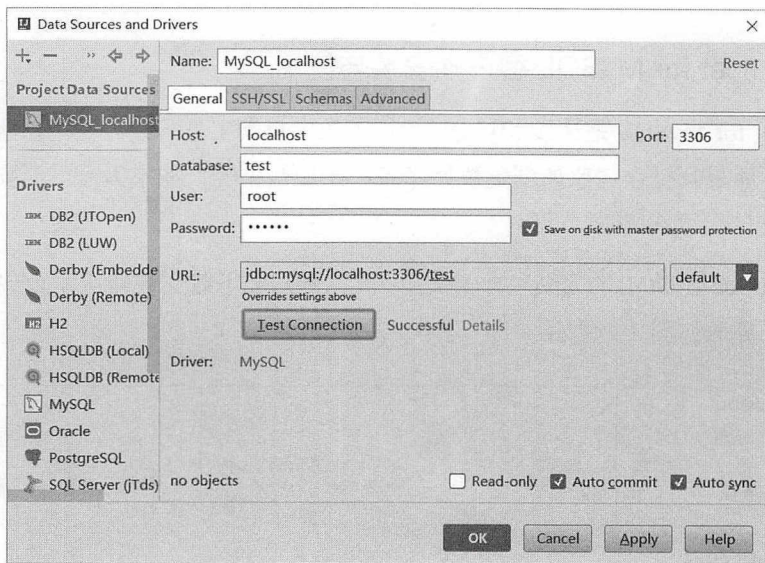 Data Sources and Drivers
Name: MySQL_localhost Reset
Project Data Sources
MySQL_localhost
General SSH/SSL Schemas Advanced
Host: localhost Port: 3306
Database: test
User: root
Password: •••••• Save on disk with master password protection
URL: jdbc:mysql://localhost:3306/test default
Overrides settings above
Test Connection Successful Details
Driver: MySQL
Drivers
DB2 (JTOpen)
DB2 (LUW)
Derby (Embedde
Derby (Remote)
H2
HSQLDB (Local)
HSQLDB (Remote
MySQL
Oracle
PostgreSQL
SQL Server (jTds)
no objects Read-only Auto commit Auto sync
OK Cancel Apply Help